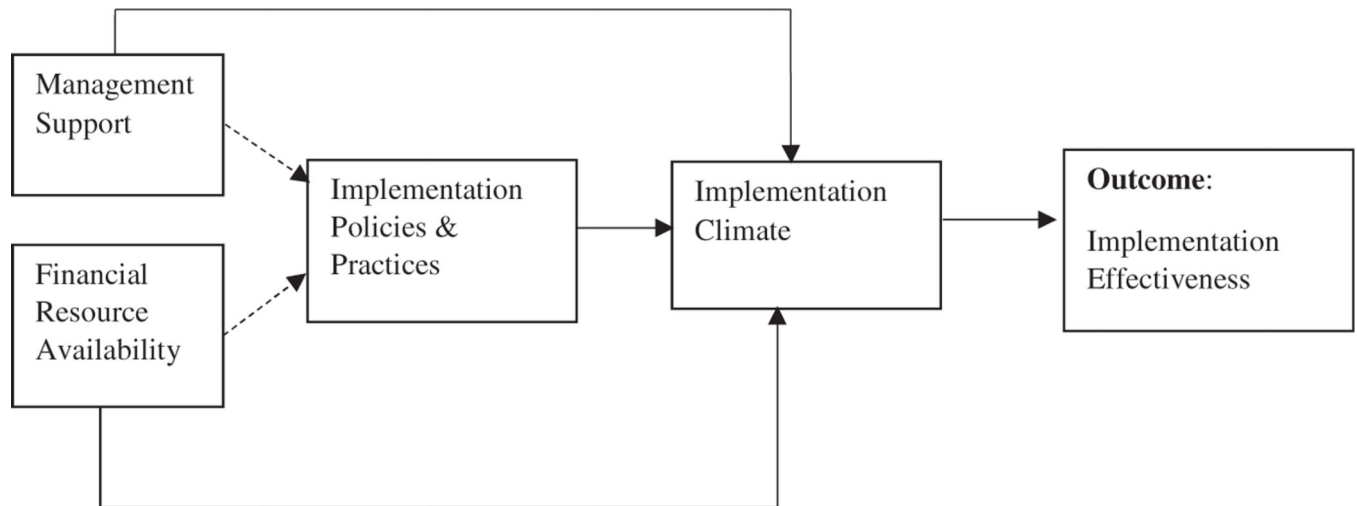 Management
Support
Financial
Resource
Availability
Implementation
Policies &
Practices
Implementation
Climate
Outcome:
Implementation
Effectiveness